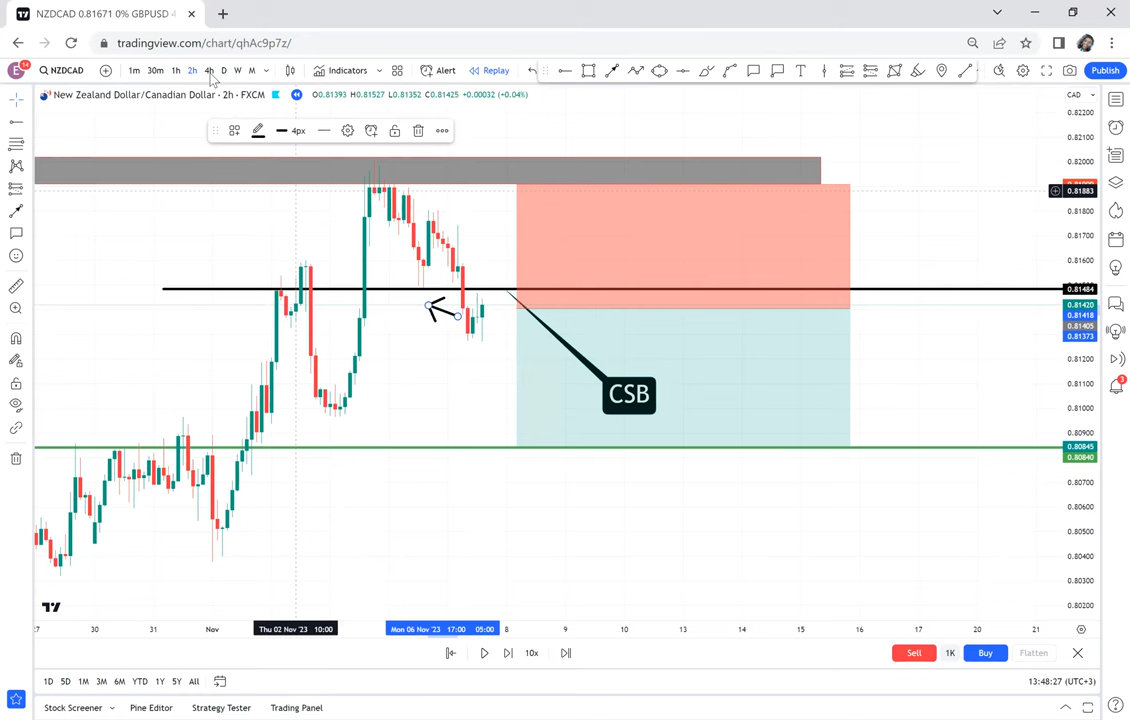 NZDCAD 0.81671 0% GBPUSD
tradingview.com/chart/qhAc9p7z/
E 14 NZDCAD 1m 30m 1h 2h 4h D W M Indicators Alert Replay T Publish
New Zealand Dollar/Canadian Dollar · 2h · FXCM O0.81393 H0.81527 L0.81352 C0.81425 +0.00032 (+0.04%) CAD
4px
0.82200
0.82100
0.82000
0.81883
0.81800
0.81700
0.81600
0.81484
0.81420
0.81418
0.81405
0.81373
0.81200
0.81100
CSB
0.81000
0.80900
0.80845
0.80840
0.80700
0.80600
0.80500
0.80400
0.80300
0.80200
27 30 31 Nov Thu 02 Nov '23 10:00 Mon 06 Nov '23 17:00 05:00 8 9 10 13 14 15 16 17 20 21
10x Sell 1K Buy Flatten
1D 5D 1M 3M 6M YTD 1Y 5Y All 13:48:27 (UTC+3)
Stock Screener Pine Editor Strategy Tester Trading Panel
3